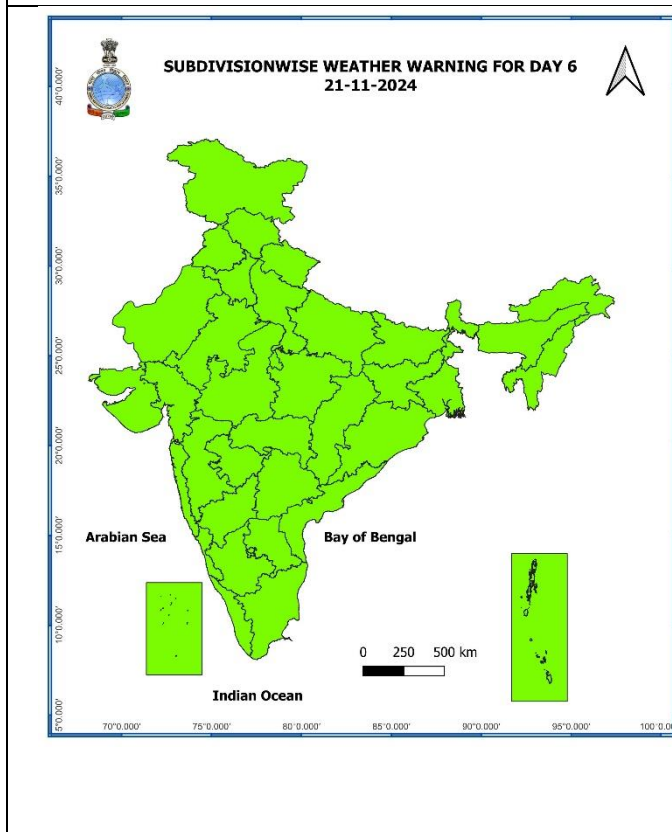 SUBDIVISIONWISE WEATHER WARNING FOR DAY 6
21-11-2024
40°0.000'
35°0.000'
30°0.000'
25°0.000'
20°0.000'
15°0.000'
10°0.000'
5°0.000'
Arabian Sea
Bay of Bengal
0 250 500 km
Indian Ocean
70°0.000' 75°0.000' 80°0.000' 85°0.000' 90°0.000' 95°0.000' 100°0.0